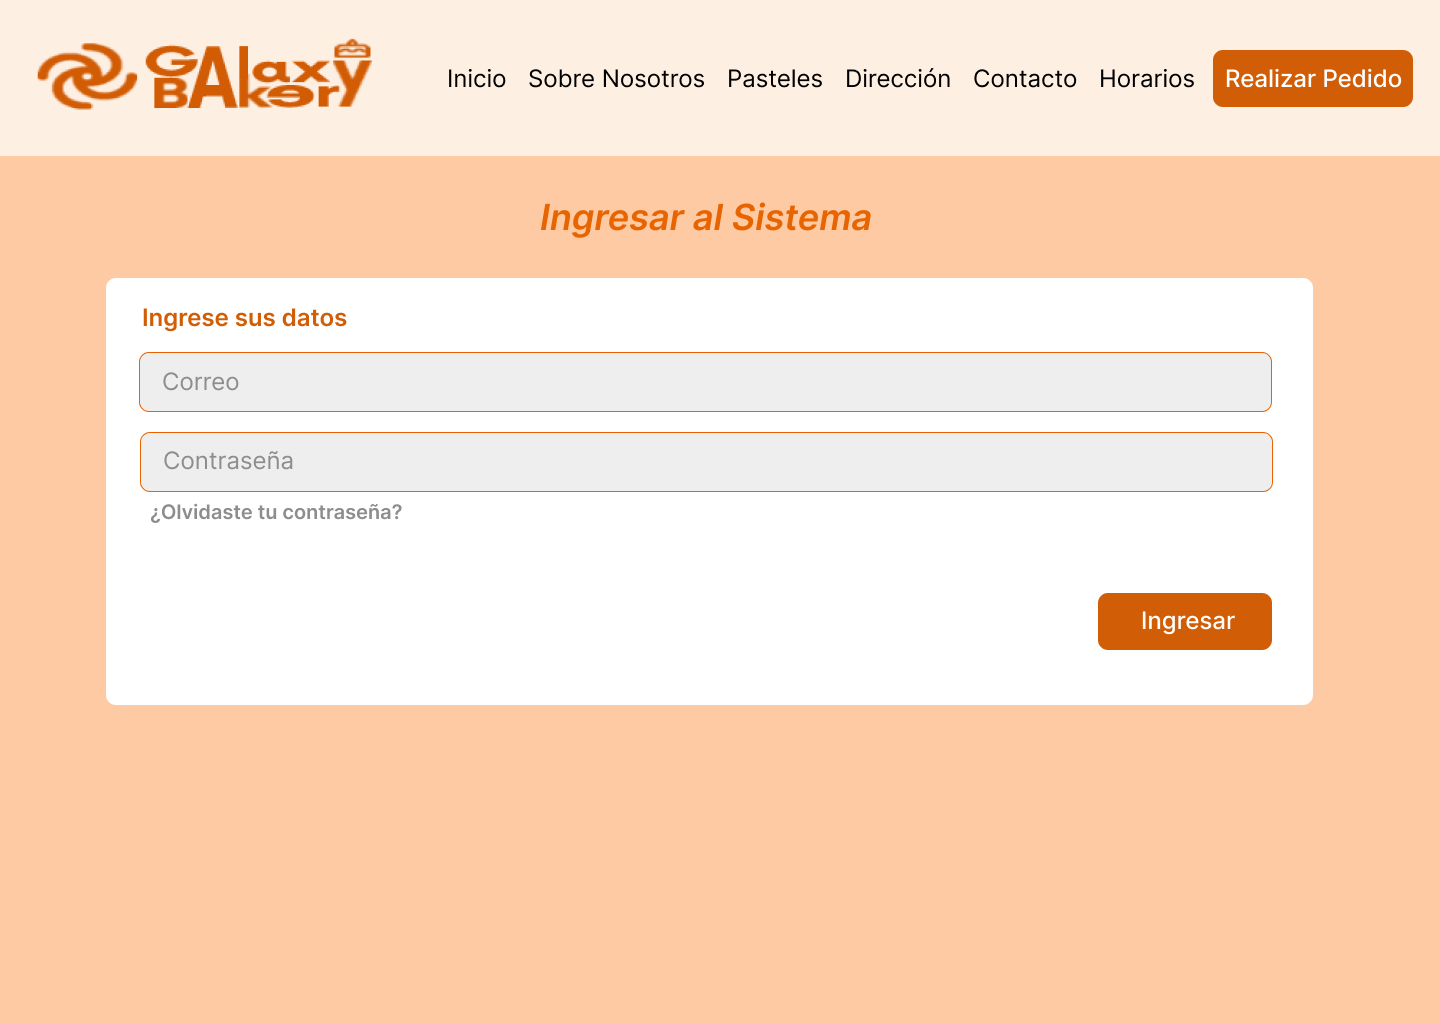 GAlaxy
BAkery
Inicio Sobre Nosotros Pasteles Dirección Contacto Horarios Realizar Pedido
Ingresar al Sistema
Ingrese sus datos
Correo
Contraseña
¿Olvidaste tu contraseña?
Ingresar